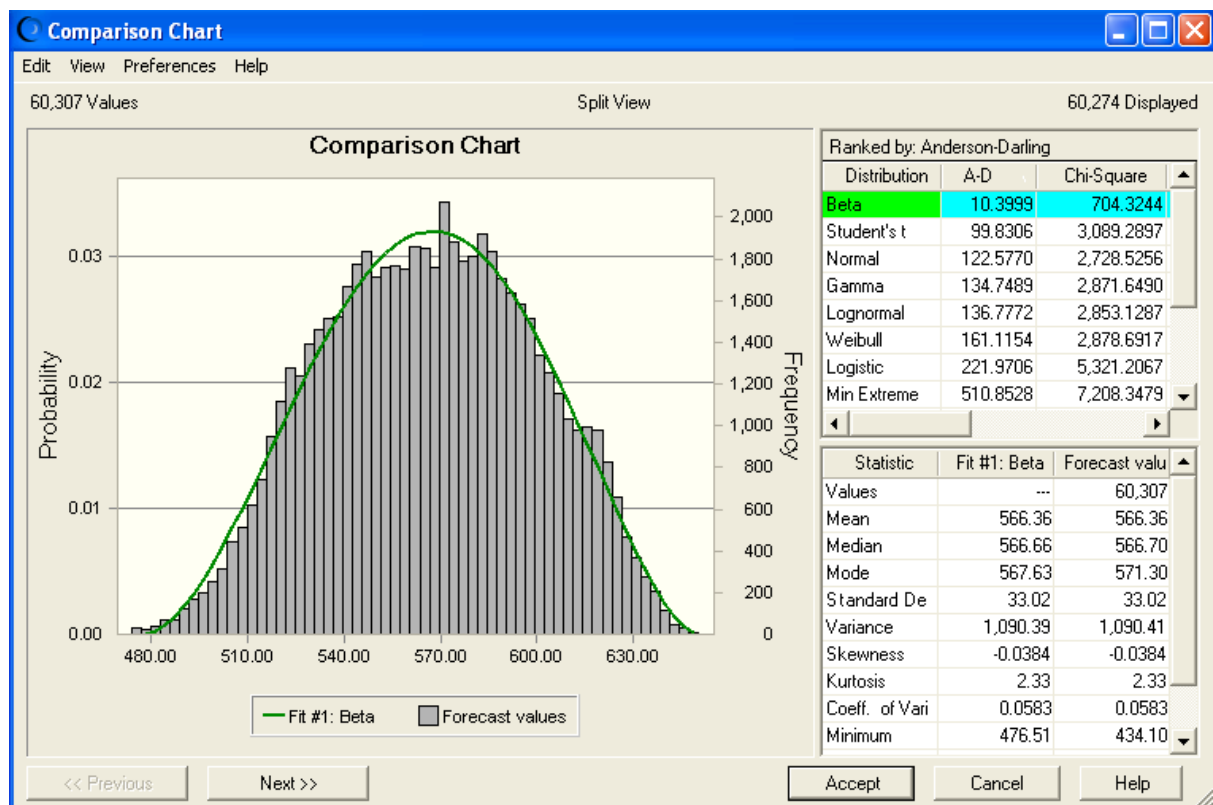 Comparison Chart
Edit View Preferences Help
60,307 Values Split View 60,274 Displayed
Comparison Chart
Probability
0.03
0.02
0.01
0.00
2,000
1,800
1,600
1,400
1,200
1,000
800
600
400
200
0
Frequency
480.00 510.00 540.00 570.00 600.00 630.00
Fit #1: Beta Forecast values
Ranked by: Anderson-Darling
Distribution A-D Chi-Square
Beta 10.3999 704.3244
Student's t 99.8306 3,089.2897
Normal 122.5770 2,728.5256
Gamma 134.7489 2,871.6490
Lognormal 136.7772 2,853.1287
Weibull 161.1154 2,878.6917
Logistic 221.9706 5,321.2067
Min Extreme 510.8528 7,208.3479
Statistic Fit #1: Beta Forecast valu
Values --- 60,307
Mean 566.36 566.36
Median 566.66 566.70
Mode 567.63 571.30
Standard De 33.02 33.02
Variance 1,090.39 1,090.41
Skewness -0.0384 -0.0384
Kurtosis 2.33 2.33
Coeff. of Vari 0.0583 0.0583
Minimum 476.51 434.10
<< Previous Next >> Accept Cancel Help